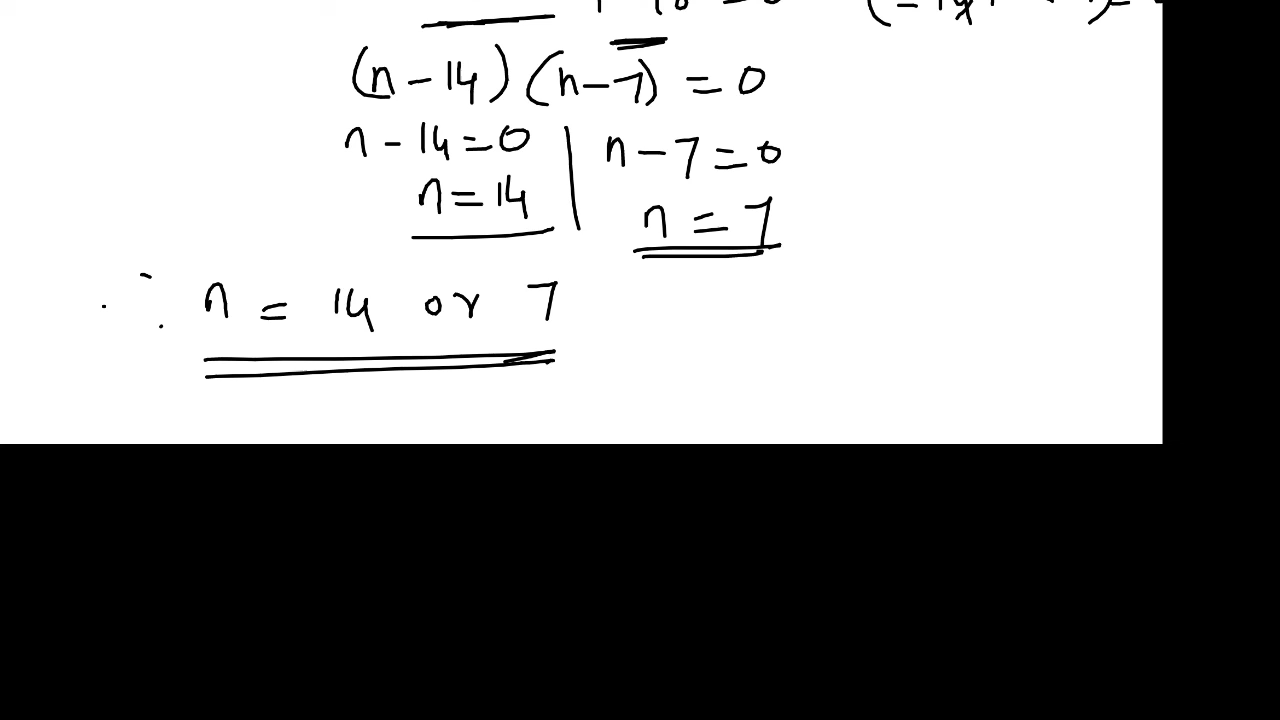 (n-14)(n-7) = 0
n-14=0 | n-7=0
n=14 | n=7
∴ n = 14 or 7